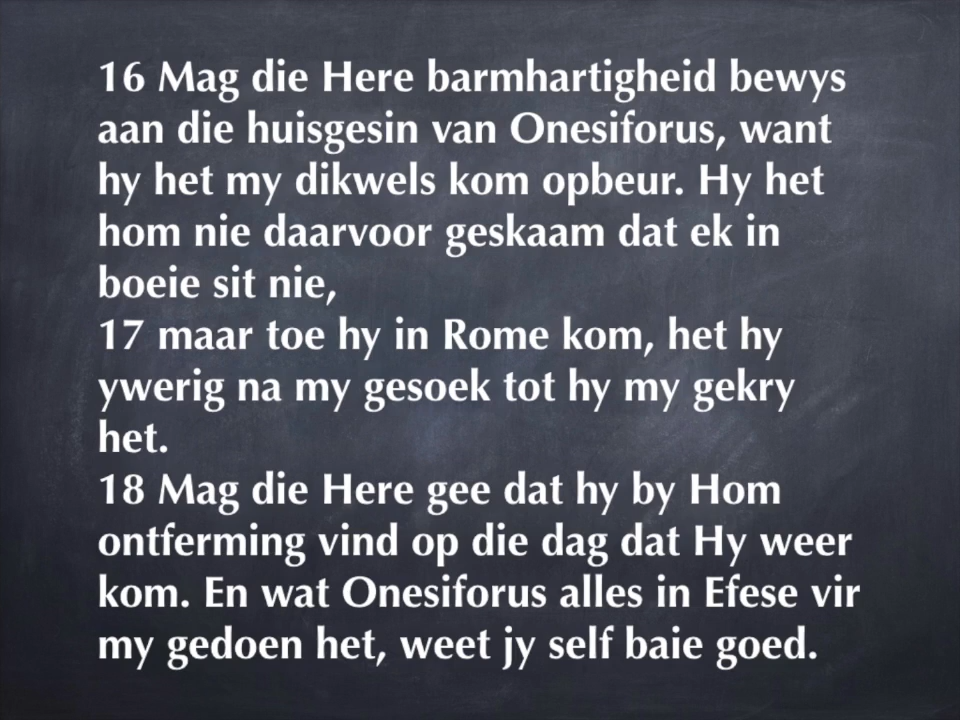 16 Mag die Here barmhartigheid bewys
aan die huisgesin van Onesiforus, want
hy het my dikwels kom opbeur. Hy het
hom nie daarvoor geskaam dat ek in
boeie sit nie,
17 maar toe hy in Rome kom, het hy
ywerig na my gesoek tot hy my gekry
het.
18 Mag die Here gee dat hy by Hom
ontferming vind op die dag dat Hy weer
kom. En wat Onesiforus alles in Efese vir
my gedoen het, weet jy self baie goed.